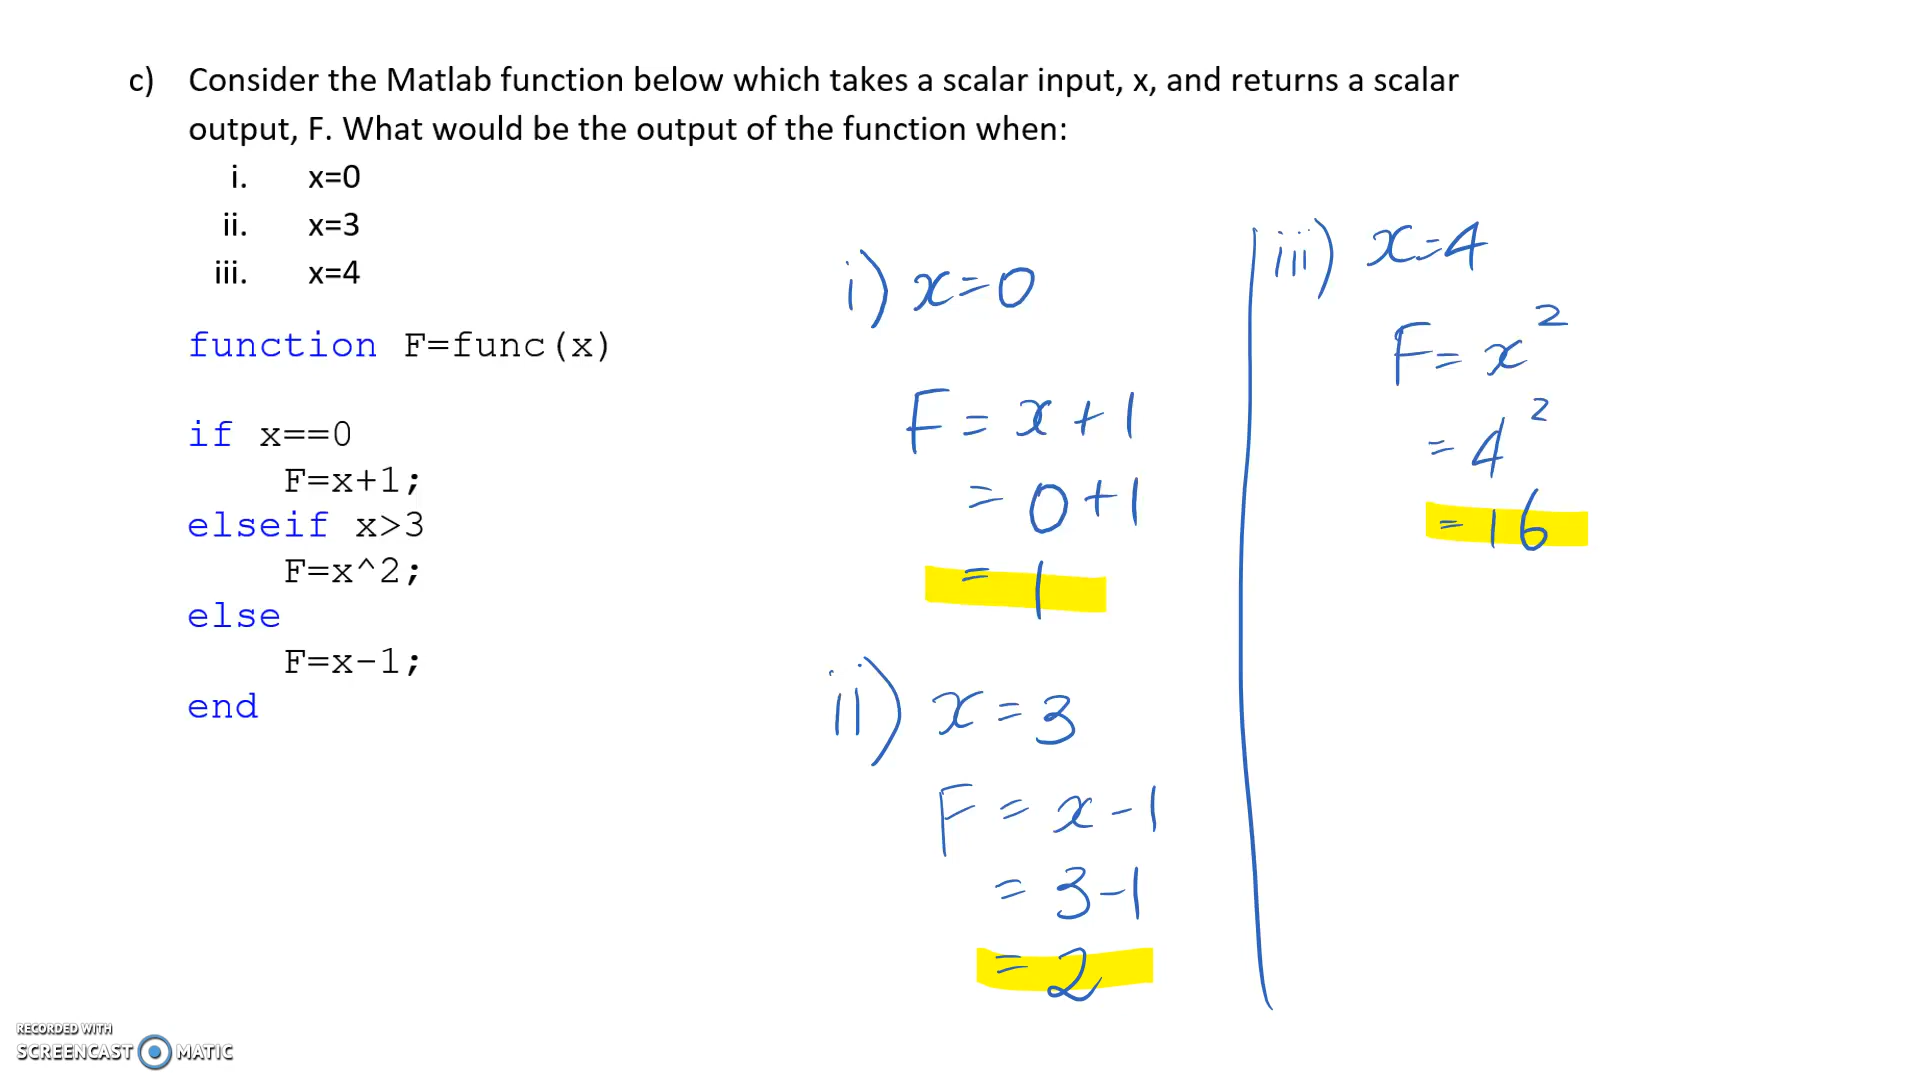 c) Consider the Matlab function below which takes a scalar input, x, and returns a scalar
output, F. What would be the output of the function when:
i. x=0
ii. x=3
iii. x=4
function F=func(x)
if x==0
F=x+1;
elseif x>3
F=x^2;
else
F=x-1;
end
i) x=0
F = x+1
= 0+1
= 1
ii) x=3
F = x-1
= 3-1
= 2
iii) x=4
F= x²
= 4²
= 16
RECORDED WITH
SCREENCAST MATIC